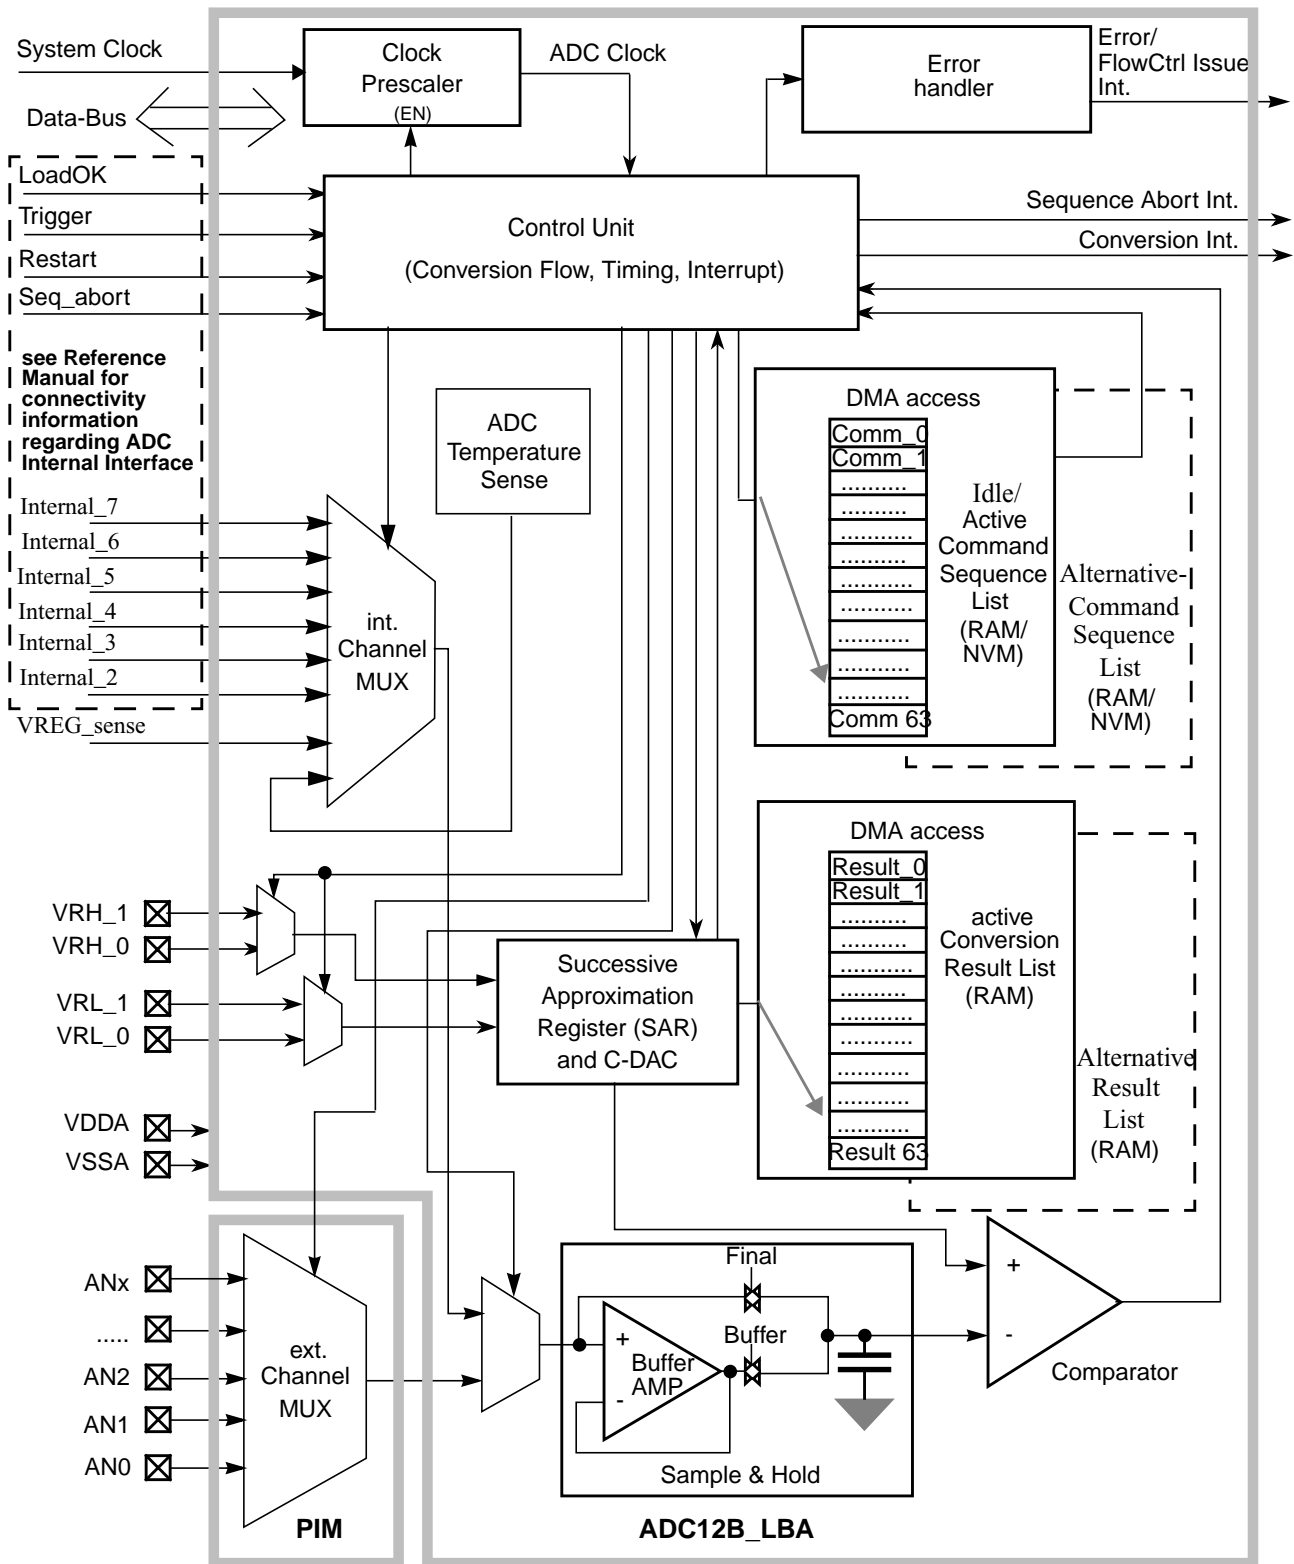 System Clock
Clock
Prescaler
(EN)
ADC Clock
Error
handler
Error/
FlowCtrl Issue
Int.
Data-Bus
LoadOK
Trigger
Restart
Seq_abort
Control Unit
(Conversion Flow, Timing, Interrupt)
Sequence Abort Int.
Conversion Int.
see Reference
Manual for
connectivity
information
regarding ADC
Internal Interface
ADC
Temperature
Sense
DMA access
Comm_0
Comm_1
..........
..........
...........
...........
...........
...........
...........
...........
...........
Comm 63
Idle/
Active
Command
Sequence
List
(RAM/
NVM)
Alternative-
Command
Sequence
List
(RAM/
NVM)
Internal_7
Internal_6
Internal_5
Internal_4
Internal_3
Internal_2
VREG_sense
int.
Channel
MUX
DMA access
Result_0
Result_1
..........
..........
...........
...........
...........
...........
...........
...........
...........
Result 63
active
Conversion
Result List
(RAM)
Alternative
Result
List
(RAM)
VRH_1
VRH_0
VRL_1
VRL_0
Successive
Approximation
Register (SAR)
and C-DAC
VDDA
VSSA
ANx
.....
AN2
AN1
AN0
ext.
Channel
MUX
PIM
Final
Buffer
+
Buffer
AMP
-
Sample & Hold
+
-
Comparator
ADC12B_LBA